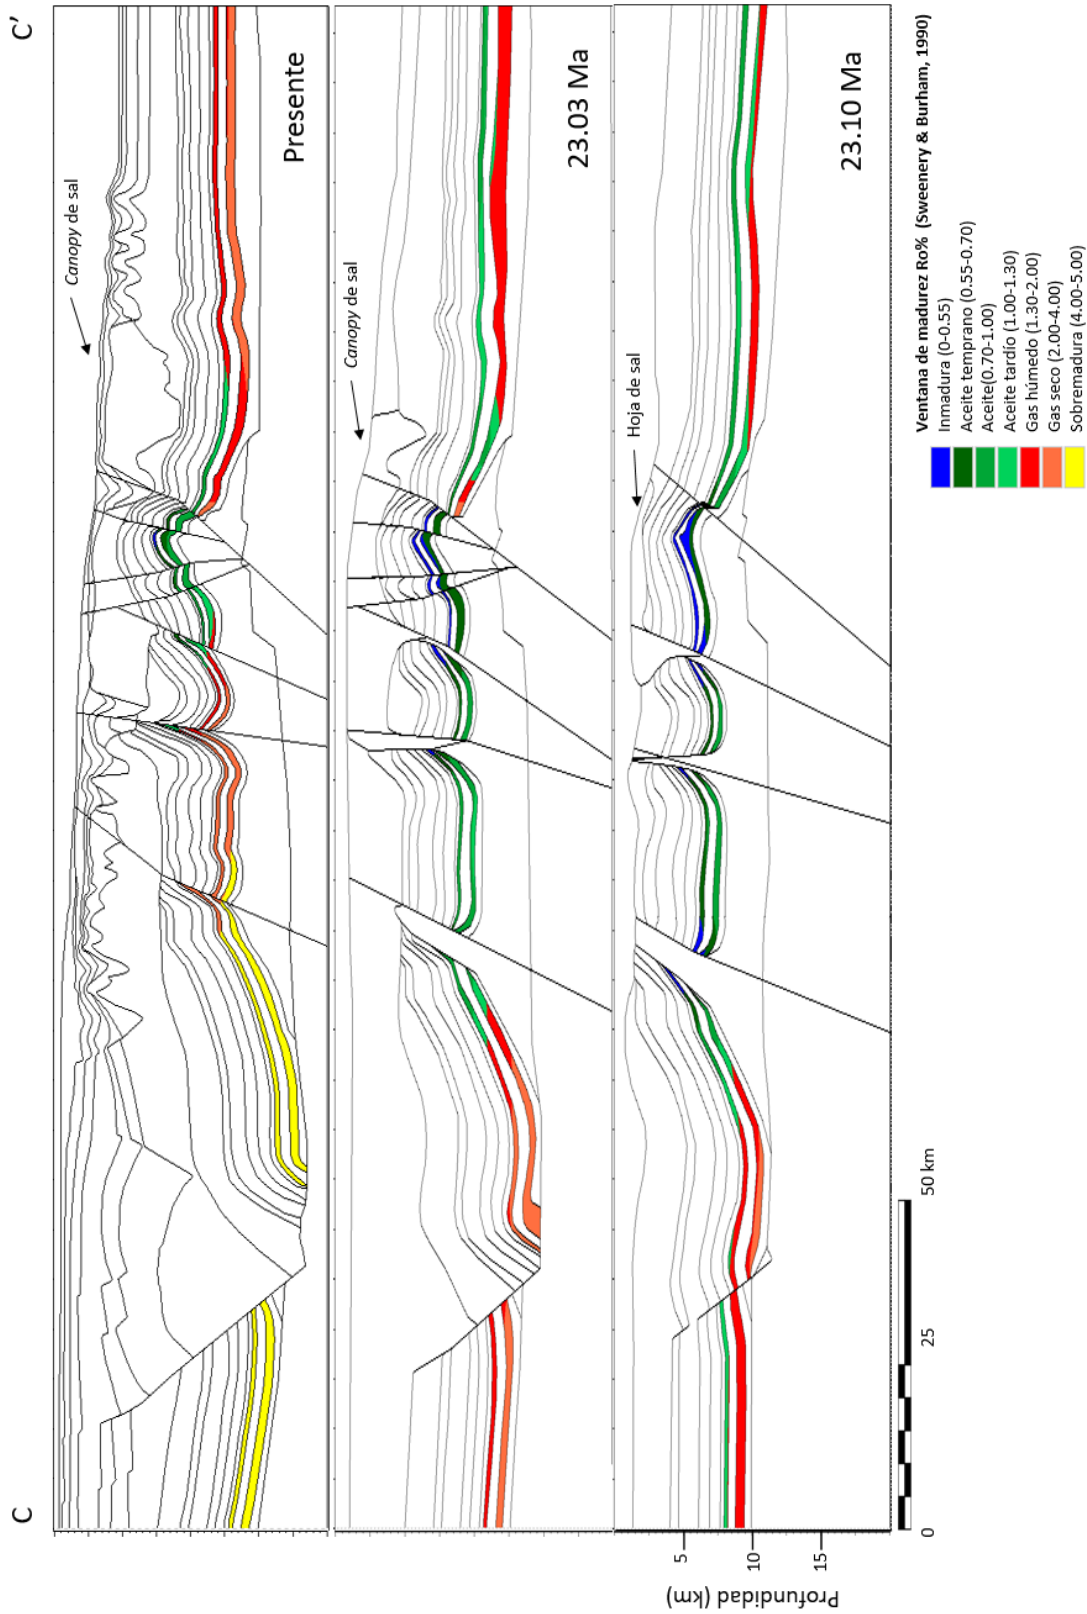 C
C'
Canopy de sal
Presente
Canopy de sal
23.03 Ma
Hoja de sal
23.10 Ma
5
10
15
Profundidad (km)
0
25
50 km
Ventana de madurez Ro% (Sweenery & Burham, 1990)
Inmadura (0-0.55)
Aceite temprano (0.55-0.70)
Aceite(0.70-1.00)
Aceite tardío (1.00-1.30)
Gas húmedo (1.30-2.00)
Gas seco (2.00-4.00)
Sobremadura (4.00-5.00)